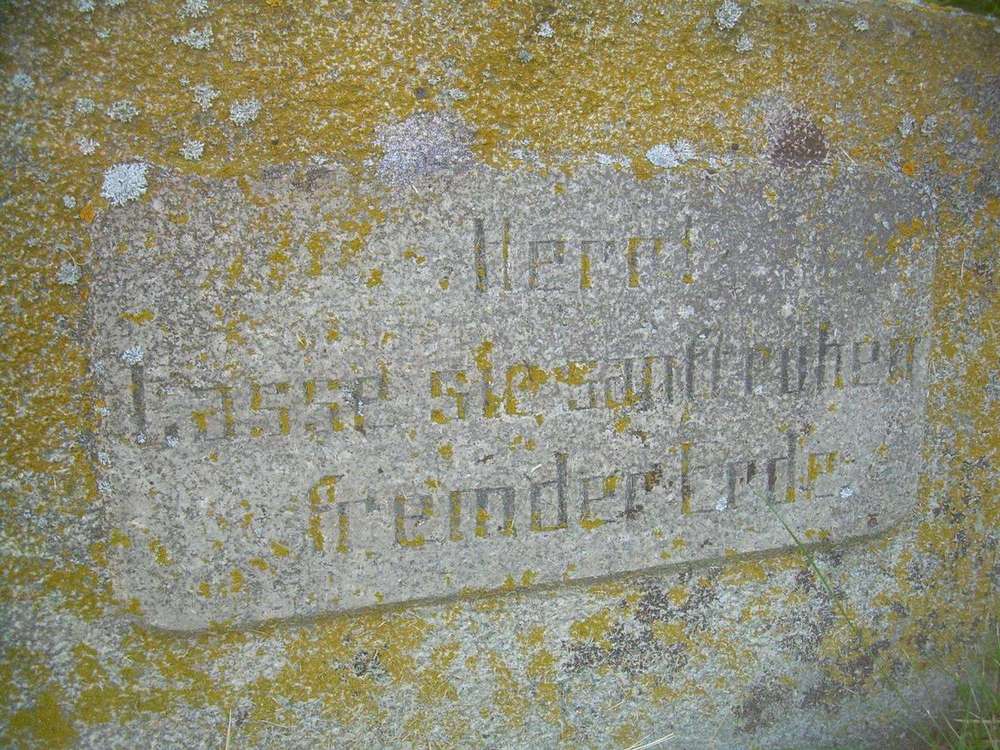 Herr!
Lasse sie sanft ruhen
fremder Erde.